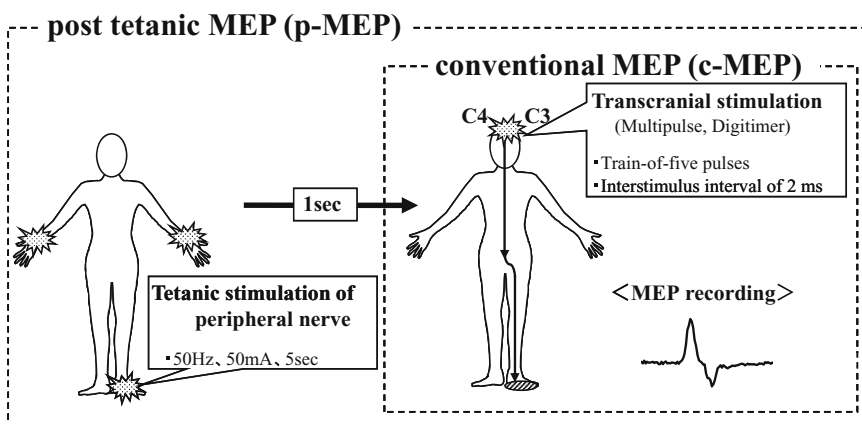 post tetanic MEP (p-MEP)
conventional MEP (c-MEP)
C4
C3
Transcranial stimulation
(Multipulse, Digitimer)
・Train-of-five pulses
・Interstimulus interval of 2 ms
1sec
Tetanic stimulation of
peripheral nerve
・50Hz、50mA、5sec
＜MEP recording＞